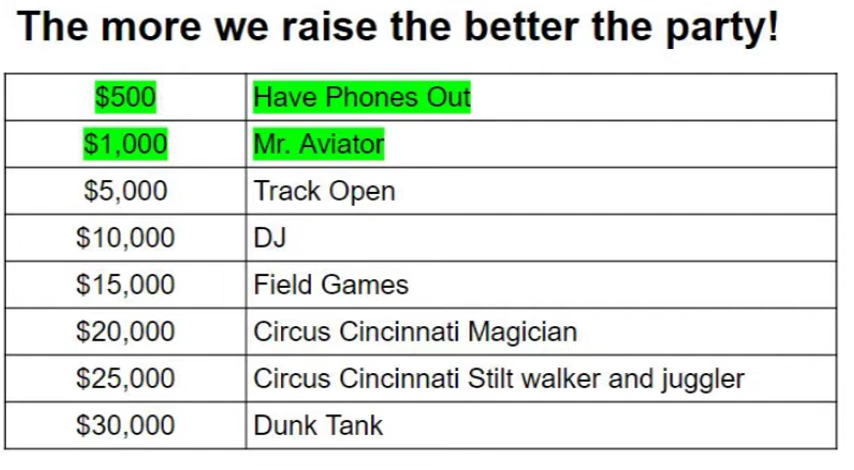 The more we raise the better the party!
$500 Have Phones Out
$1,000 Mr. Aviator
$5,000 Track Open
$10,000 DJ
$15,000 Field Games
$20,000 Circus Cincinnati Magician
$25,000 Circus Cincinnati Stilt walker and juggler
$30,000 Dunk Tank